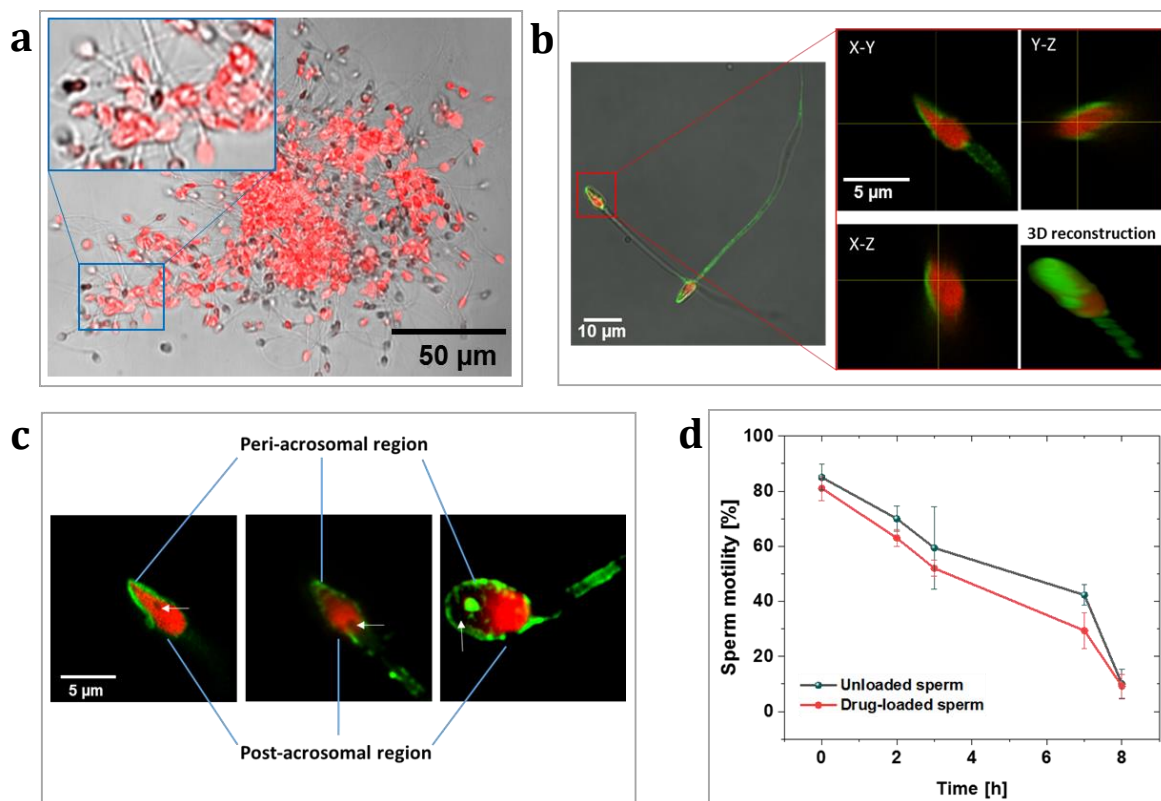 a
50 µm
b
10 µm
X-Y
5 µm
Y-Z
X-Z
3D reconstruction
c
Peri-acrosomal region
5 µm
Post-acrosomal region
d
Sperm motility [%]
100
80
60
40
20
0
Unloaded sperm
Drug-loaded sperm
0 2 4 6 8
Time [h]